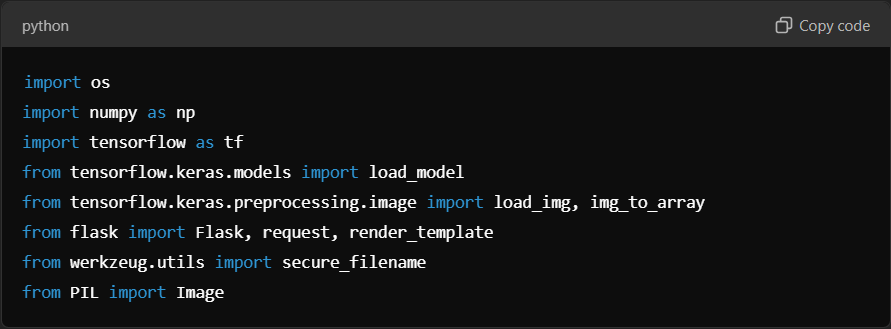 python
Copy code
import os
import numpy as np
import tensorflow as tf
from tensorflow.keras.models import load_model
from tensorflow.keras.preprocessing.image import load_img, img_to_array
from flask import Flask, request, render_template
from werkzeug.utils import secure_filename
from PIL import Image